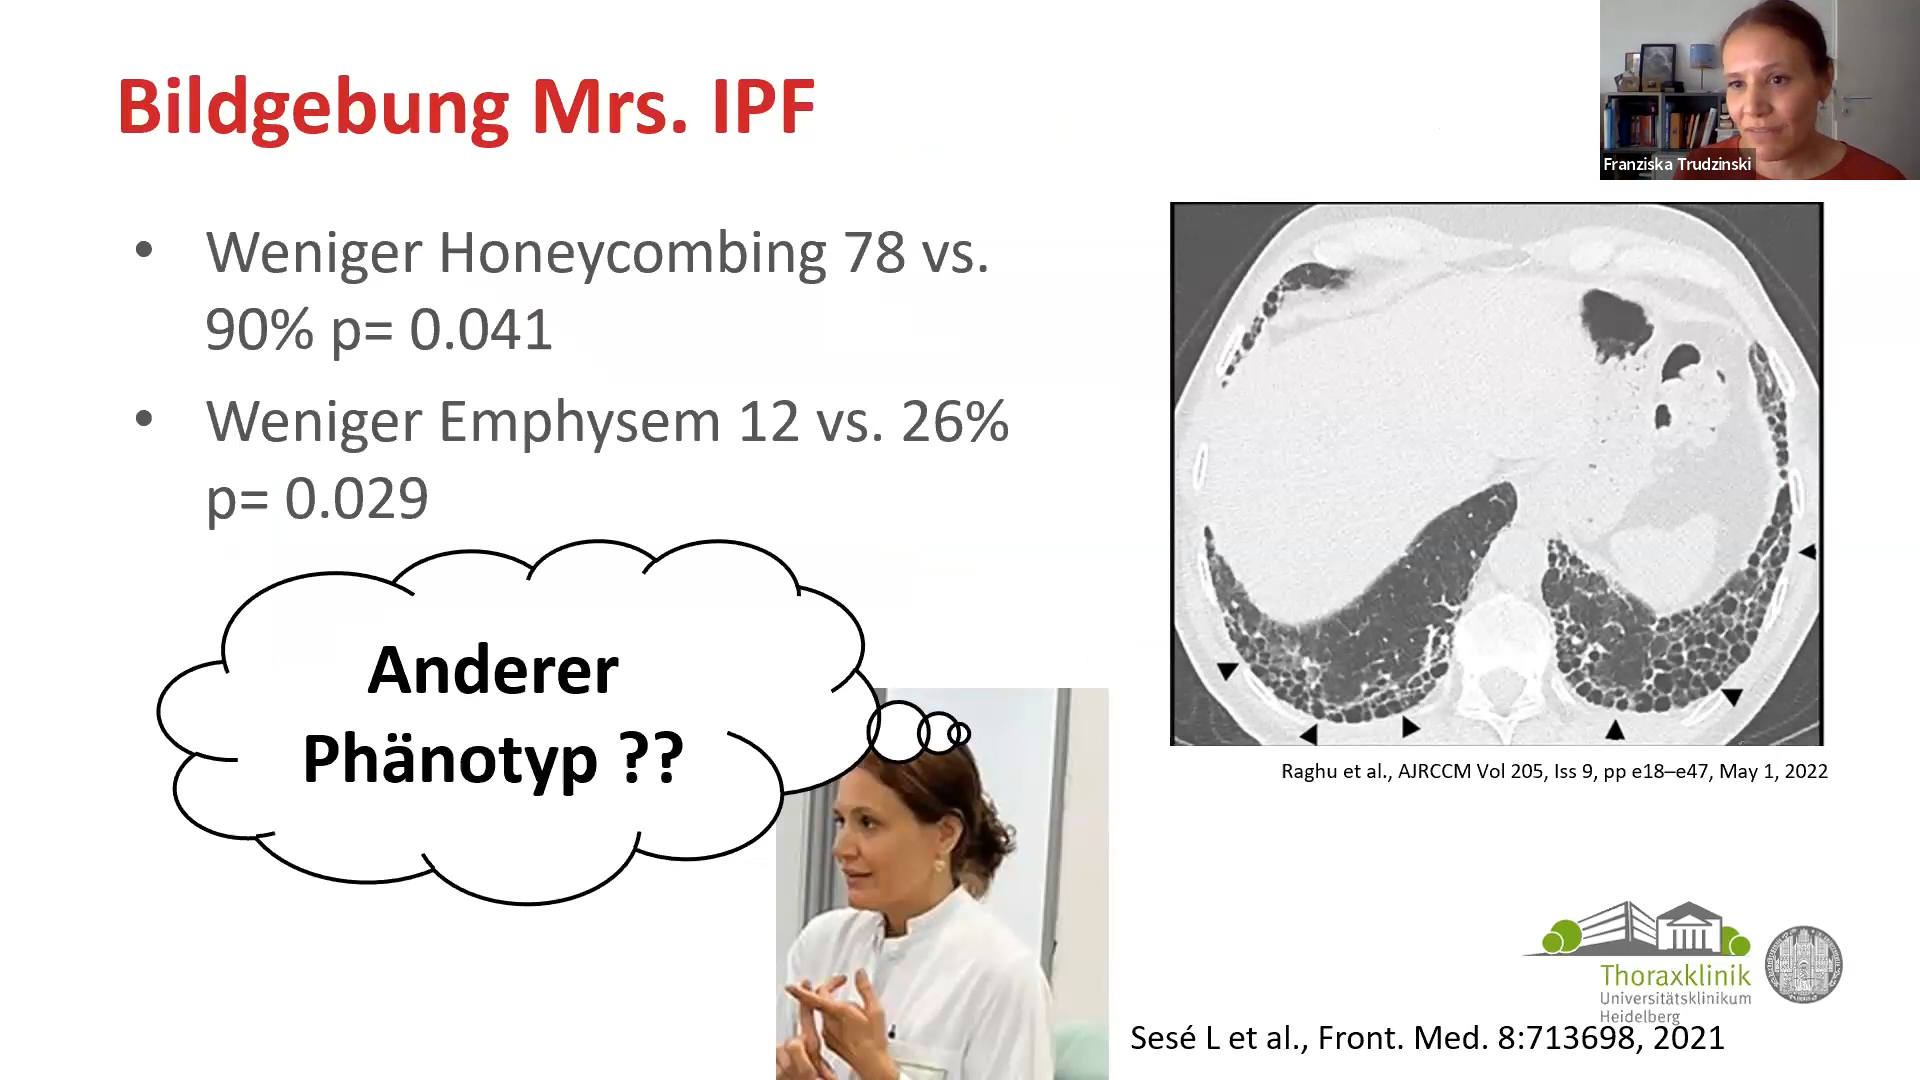 Bildgebung Mrs. IPF
Franziska Trudzinski
• Weniger Honeycombing 78 vs.
90% p= 0.041
• Weniger Emphysem 12 vs. 26%
p= 0.029
Anderer
Phänotyp ??
Raghu et al., AJRCCM Vol 205, Iss 9, pp e18–e47, May 1, 2022
Thoraxklinik
Universitätsklinikum
Heidelberg
Sesé L et al., Front. Med. 8:713698, 2021